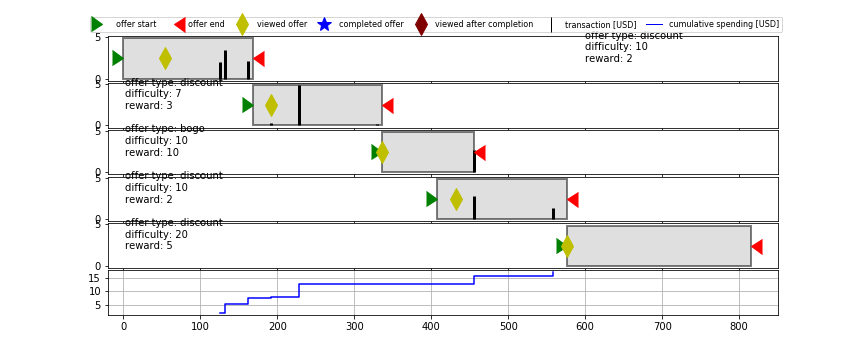 offer start offer end viewed offer completed offer viewed after completion transaction [USD] cumulative spending [USD]
5
0
offer type: discount
difficulty: 10
reward: 2
5
0
offer type: discount
difficulty: 7
reward: 3
5
0
offer type: bogo
difficulty: 10
reward: 10
5
0
offer type: discount
difficulty: 10
reward: 2
5
0
offer type: discount
difficulty: 20
reward: 5
15
10
5
0 100 200 300 400 500 600 700 800